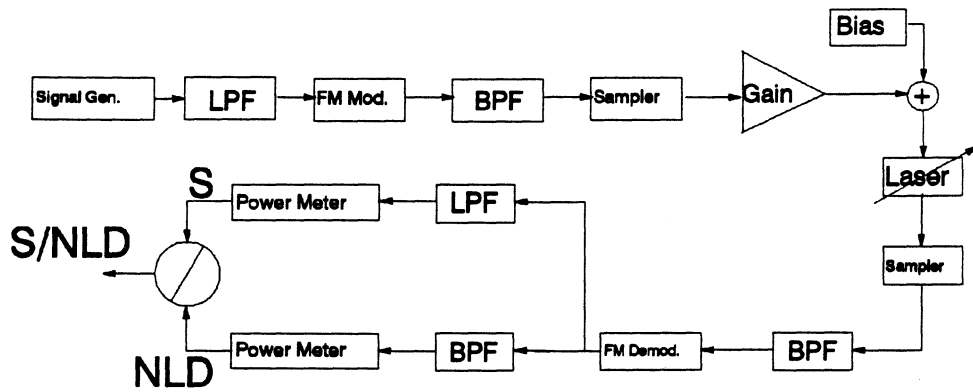 Bias
Signal Gen.
LPF
FM Mod.
BPF
Sampler
Gain
+
Laser
S
Power Meter
LPF
S/NLD
Sampler
Power Meter
BPF
FM Demod.
BPF
NLD